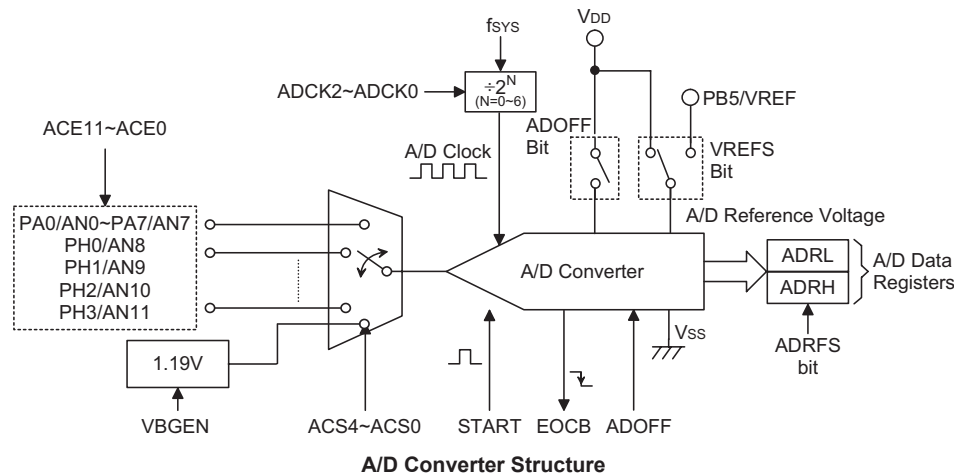 fSYS
VDD
ADCK2~ADCK0
÷2^N
(N=0~6)
PB5/VREF
ADOFF
Bit
VREFS
Bit
ACE11~ACE0
A/D Clock
PA0/AN0~PA7/AN7
PH0/AN8
PH1/AN9
PH2/AN10
PH3/AN11
A/D Reference Voltage
A/D Converter
ADRL
ADRH
A/D Data
Registers
1.19V
VSS
ADRFS
bit
VBGEN
ACS4~ACS0
START
EOCB
ADOFF
A/D Converter Structure